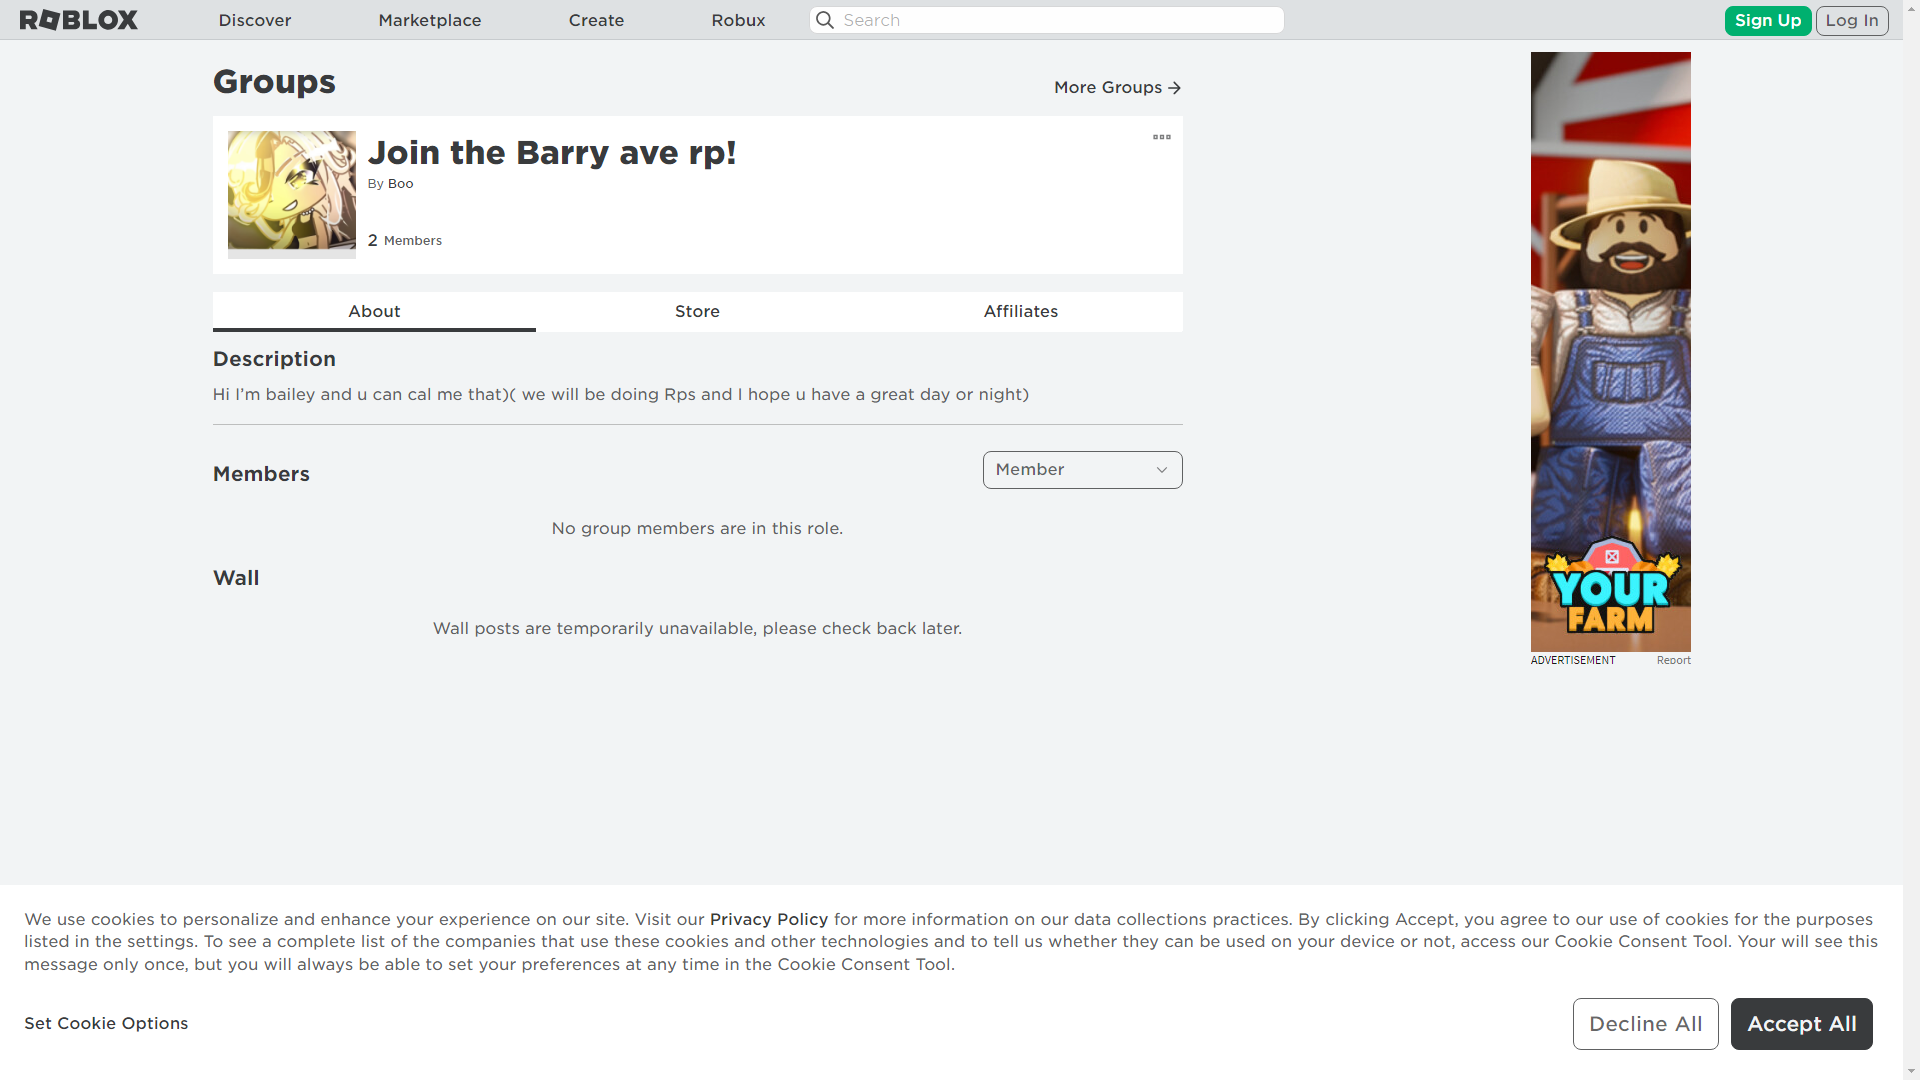 ROBLOX
Discover
Marketplace
Create
Robux
Search
Sign Up
Log In
Groups
More Groups
Join the Barry ave rp!
By Boo
2 Members
About
Store
Affiliates
Description
Hi I'm bailey and u can cal me that)( we will be doing Rps and I hope u have a great day or night)
Members
Member
No group members are in this role.
Wall
Wall posts are temporarily unavailable, please check back later.
YOUR
FARM
ADVERTISEMENT
Report
We use cookies to personalize and enhance your experience on our site. Visit our Privacy Policy for more information on our data collections practices. By clicking Accept, you agree to our use of cookies for the purposes
listed in the settings. To see a complete list of the companies that use these cookies and other technologies and to tell us whether they can be used on your device or not, access our Cookie Consent Tool. Your will see this
message only once, but you will always be able to set your preferences at any time in the Cookie Consent Tool.
Set Cookie Options
Decline All
Accept All